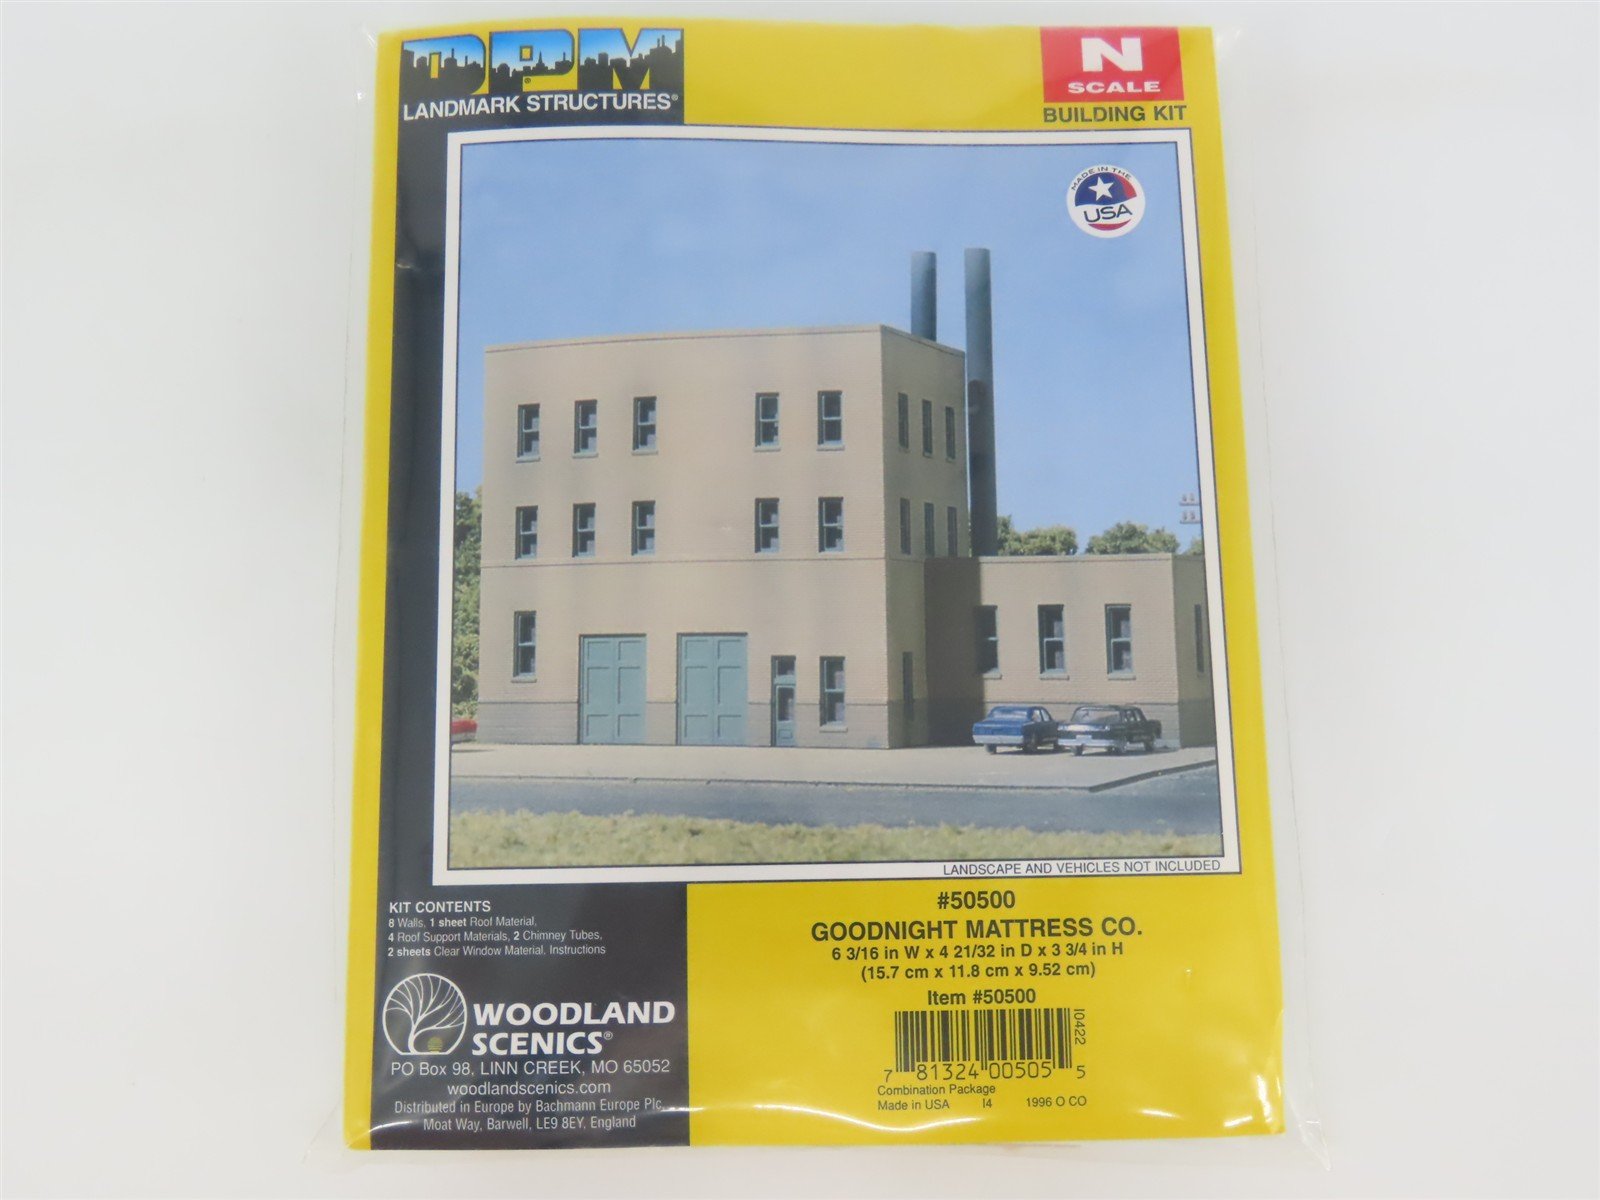 DPM®
LANDMARK STRUCTURES®
N
SCALE
BUILDING KIT
MADE IN THE
USA
LANDSCAPE AND VEHICLES NOT INCLUDED
KIT CONTENTS
8 Walls, 1 sheet Roof Material,
4 Roof Support Materials, 2 Chimney Tubes,
2 sheets Clear Window Material, Instructions
WOODLAND
SCENICS®
PO Box 98, LINN CREEK, MO 65052
woodlandscenics.com
Distributed in Europe by Bachmann Europe Plc,
Moat Way, Barwell, LE9 8EY, England
#50500
GOODNIGHT MATTRESS CO.
6 3/16 in W x 4 21/32 in D x 3 3/4 in H
(15.7 cm x 11.8 cm x 9.52 cm)
Item #50500
I0422
7 81324 00505 5
Combination Package
Made in USA I4 1996 O CO